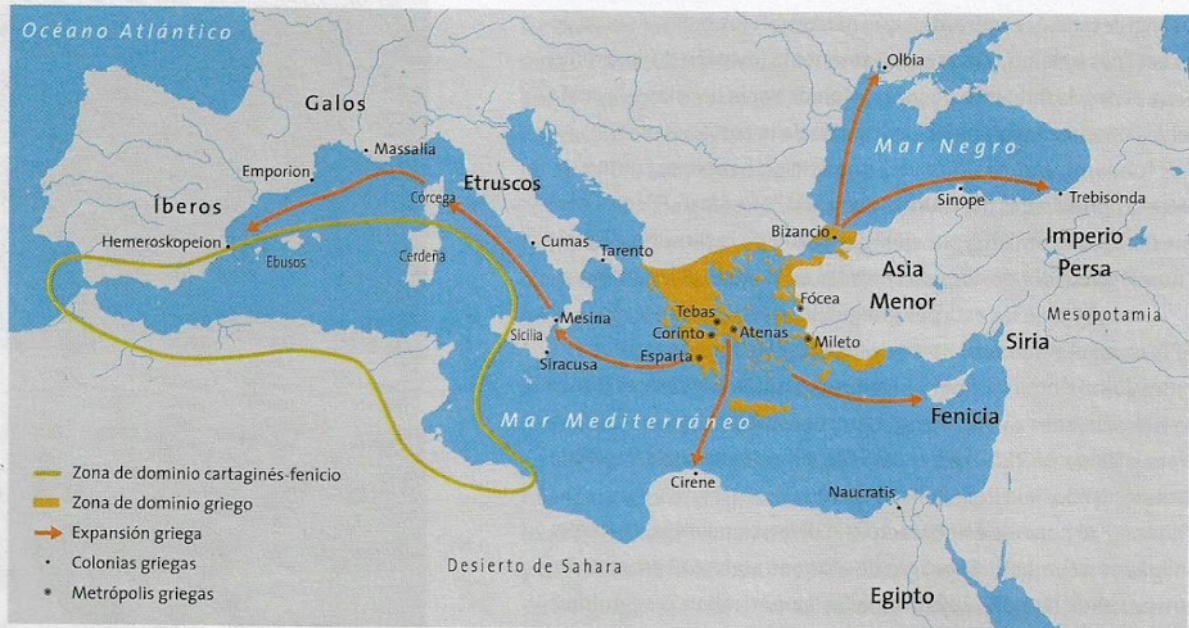 Océano Atlántico
Olbia
Galos
Mar Negro
Massalía
Emporion
Etruscos
Córcega
Sinope
Trebisonda
Íberos
Bizancio
Hemeroskopeion
Cumas
Imperio
Persa
Ebusos
Cerdeña
Tarento
Asia
Menor
Fócea
Mesopotamia
Tebas
Mesina
Corinto
Atenas
Sicilia
Mileto
Siria
Siracusa
Esparta
Mar Mediterráneo
Fenicia
Zona de dominio cartaginés-fenicio
Zona de dominio griego
Expansión griega
Colonias griegas
Metrópolis griegas
Cirene
Naucratis
Desierto de Sahara
Egipto